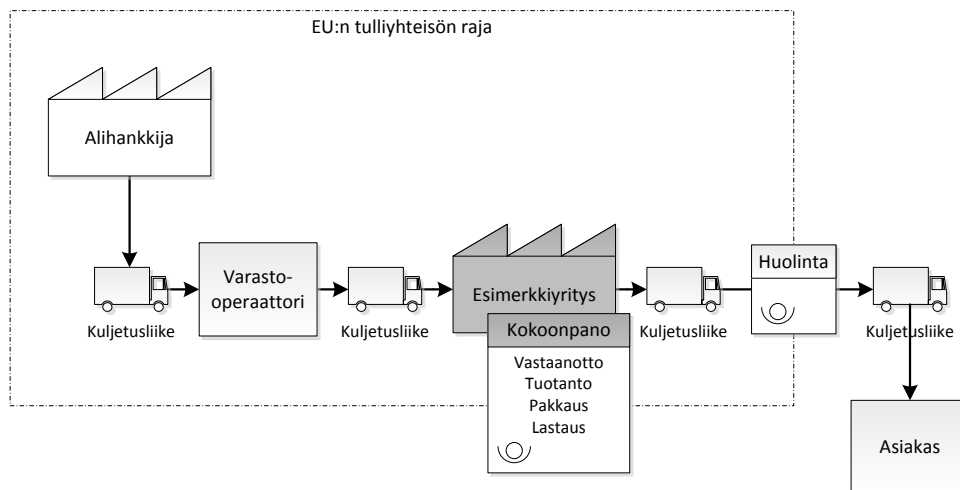 EU:n tulliyhteisön raja
Alihankkija
Kuljetusliike
Varasto-
operaattori
Kuljetusliike
Esimerkkiyritys
Kokoonpano
Vastaanotto
Tuotanto
Pakkaus
Lastaus
Kuljetusliike
Huolinta
Kuljetusliike
Asiakas